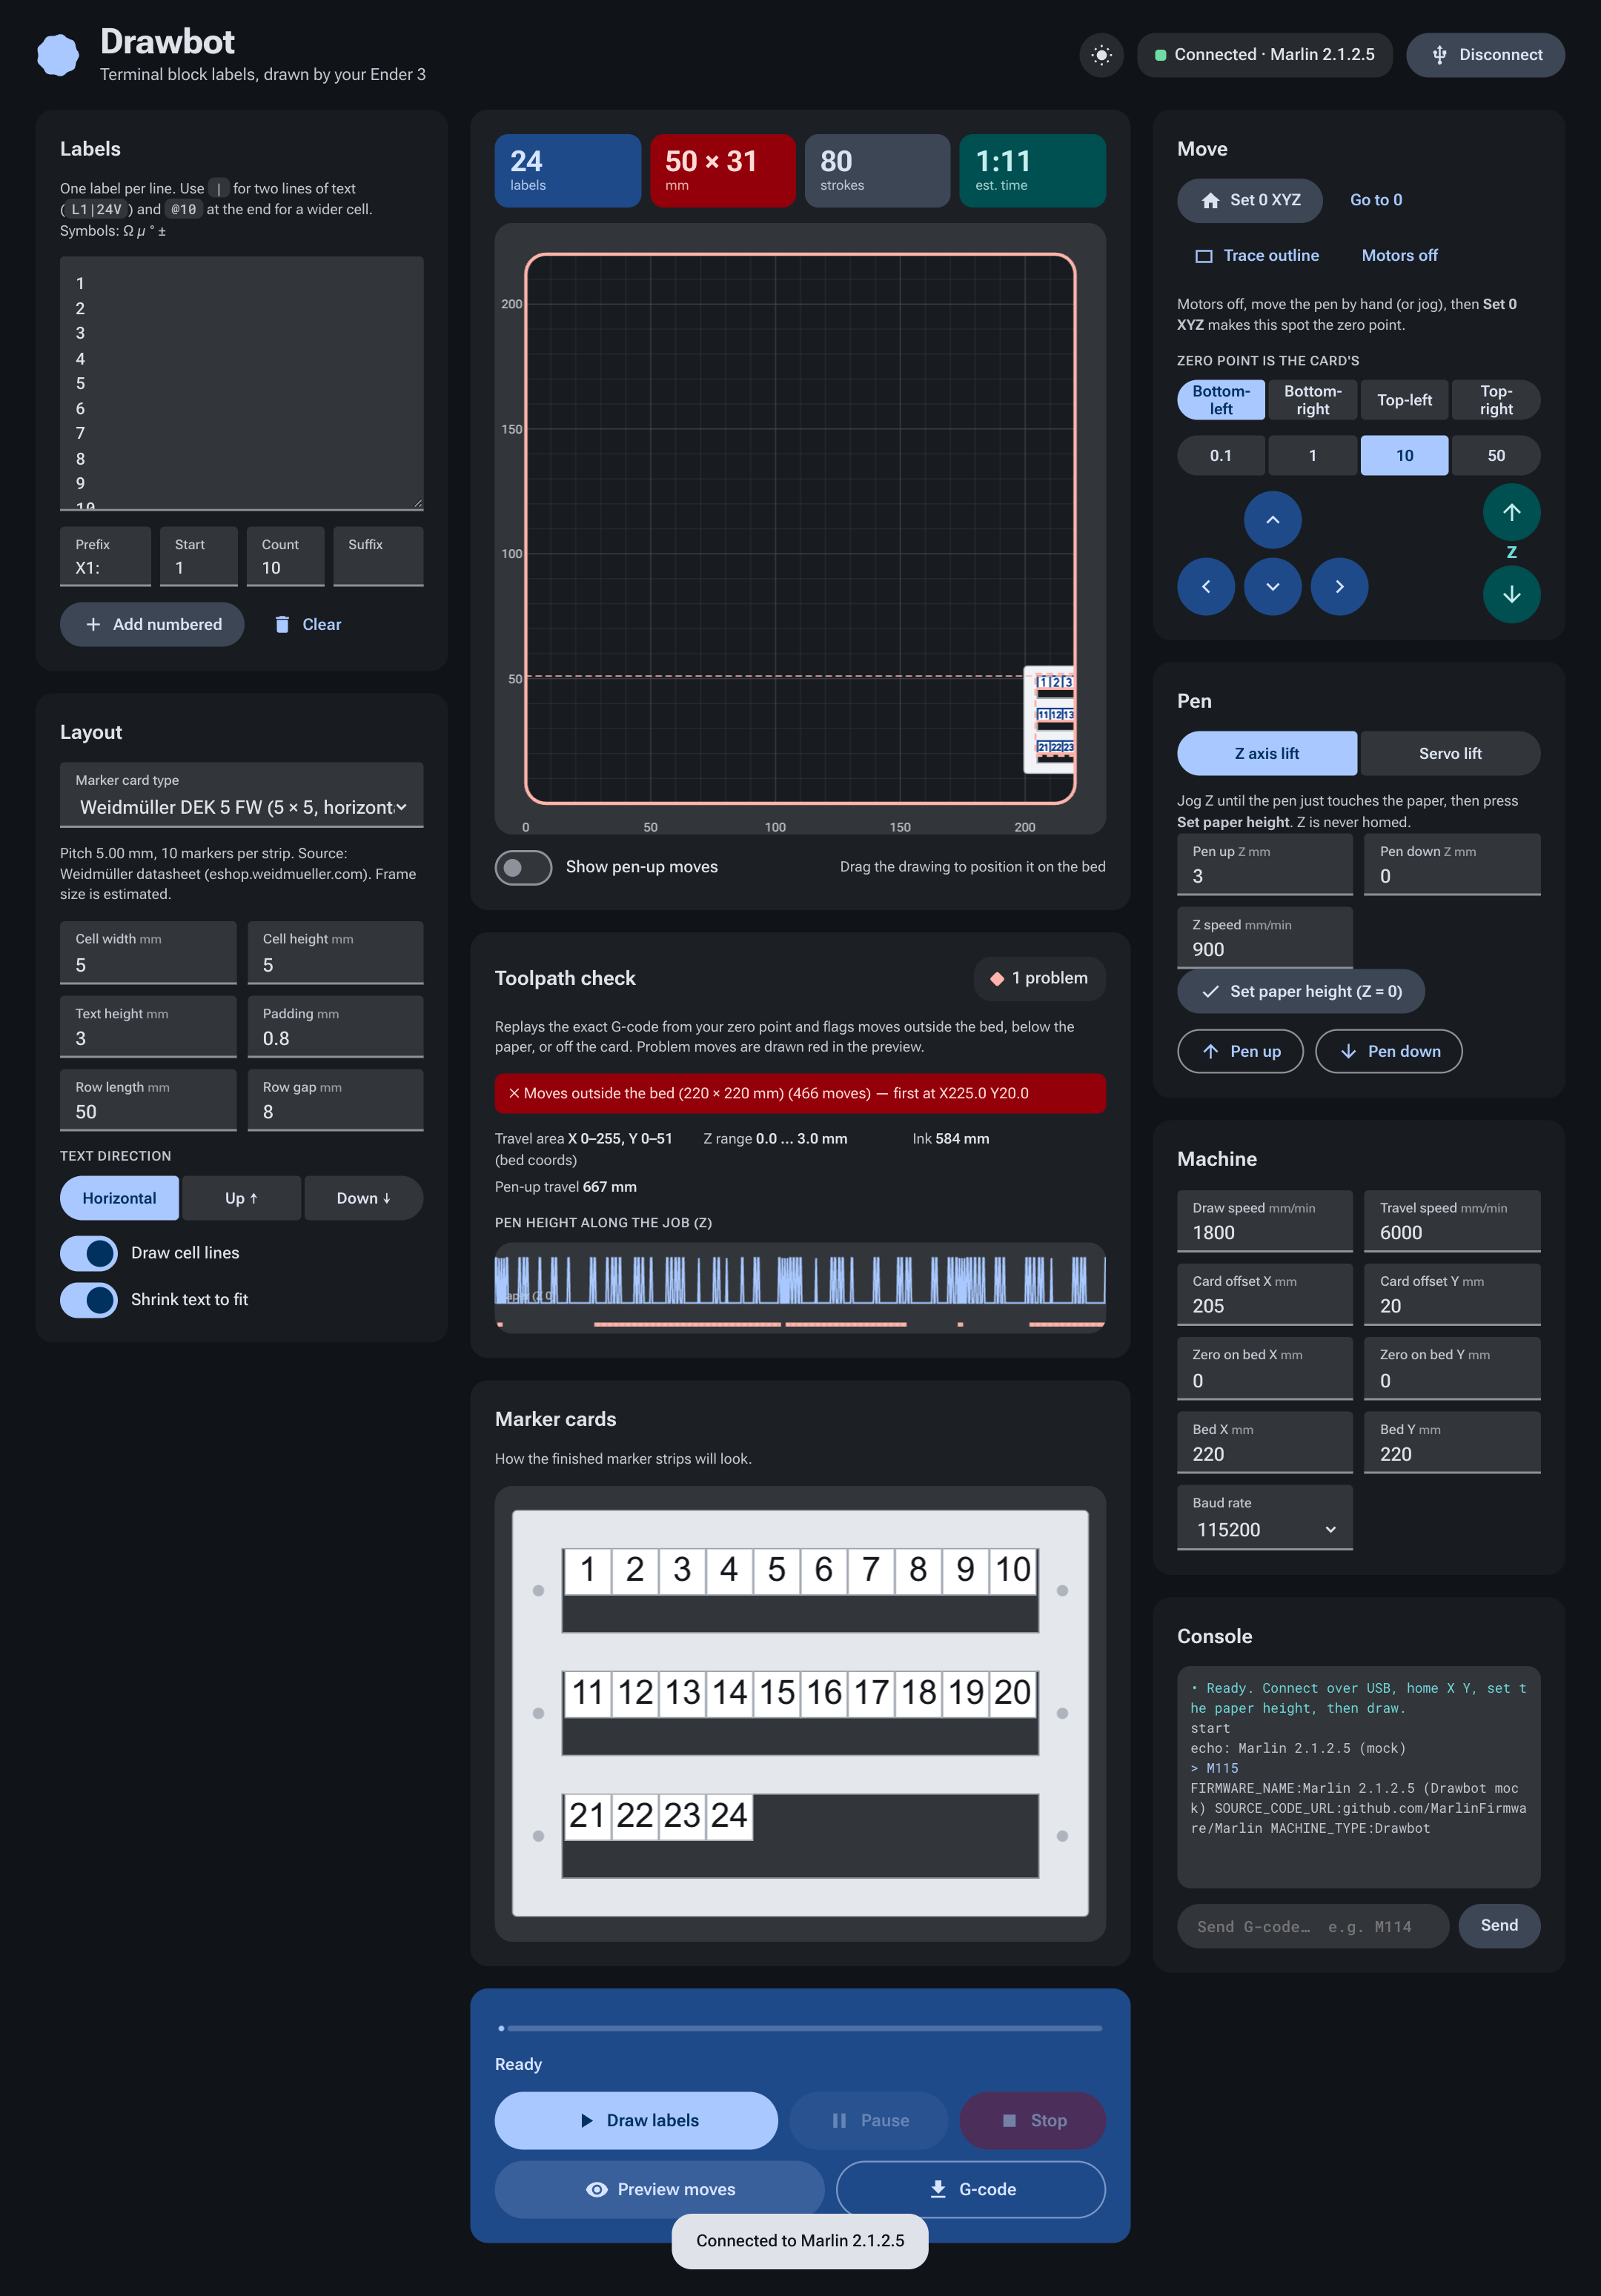 Drawbot
Terminal block labels, drawn by your Ender 3
Connected · Marlin 2.1.2.5
Disconnect
Labels
One label per line. Use | for two lines of text
(L1|24V) and @10 at the end for a wider cell.
Symbols: Ω µ ° ±
1
2
3
4
5
6
7
8
9
10
Prefix
X1:
Start
1
Count
10
Suffix
Add numbered
Clear
Layout
Marker card type
Weidmüller DEK 5 FW (5 × 5, horizont
Pitch 5.00 mm, 10 markers per strip. Source:
Weidmüller datasheet (eshop.weidmueller.com). Frame
size is estimated.
Cell width mm
5
Cell height mm
5
Text height mm
3
Padding mm
0.8
Row length mm
50
Row gap mm
8
TEXT DIRECTION
Horizontal
Up ↑
Down ↓
Draw cell lines
Shrink text to fit
24
labels
50 × 31
mm
80
strokes
1:11
est. time
200
150
100
50
0 50 100 150 200
1 2 3
11 12 13
21 22 23
Show pen-up moves
Drag the drawing to position it on the bed
Toolpath check
1 problem
Replays the exact G-code from your zero point and flags moves outside the bed, below the
paper, or off the card. Problem moves are drawn red in the preview.
✕ Moves outside the bed (220 × 220 mm) (466 moves) — first at X225.0 Y20.0
Travel area X 0–255, Y 0–51
(bed coords)
Z range 0.0 … 3.0 mm
Ink 584 mm
Pen-up travel 667 mm
PEN HEIGHT ALONG THE JOB (Z)
Marker cards
How the finished marker strips will look.
1 2 3 4 5 6 7 8 9 10
11 12 13 14 15 16 17 18 19 20
21 22 23 24
Ready
Draw labels
Pause
Stop
Preview moves
G-code
Connected to Marlin 2.1.2.5
Move
Set 0 XYZ
Go to 0
Trace outline
Motors off
Motors off, move the pen by hand (or jog), then Set 0
XYZ makes this spot the zero point.
ZERO POINT IS THE CARD'S
Bottom-
left
Bottom-
right
Top-left
Top-
right
0.1
1
10
50
Z
Pen
Z axis lift
Servo lift
Jog Z until the pen just touches the paper, then press
Set paper height. Z is never homed.
Pen up Z mm
3
Pen down Z mm
0
Z speed mm/min
900
Set paper height (Z = 0)
Pen up
Pen down
Machine
Draw speed mm/min
1800
Travel speed mm/min
6000
Card offset X mm
205
Card offset Y mm
20
Zero on bed X mm
0
Zero on bed Y mm
0
Bed X mm
220
Bed Y mm
220
Baud rate
115200
Console
· Ready. Connect over USB, home X Y, set t
he paper height, then draw.
start
echo: Marlin 2.1.2.5 (mock)
> M115
FIRMWARE_NAME:Marlin 2.1.2.5 (Drawbot moc
k) SOURCE_CODE_URL:github.com/MarlinFirmwa
re/Marlin MACHINE_TYPE:Drawbot
Send G-code… e.g. M114
Send